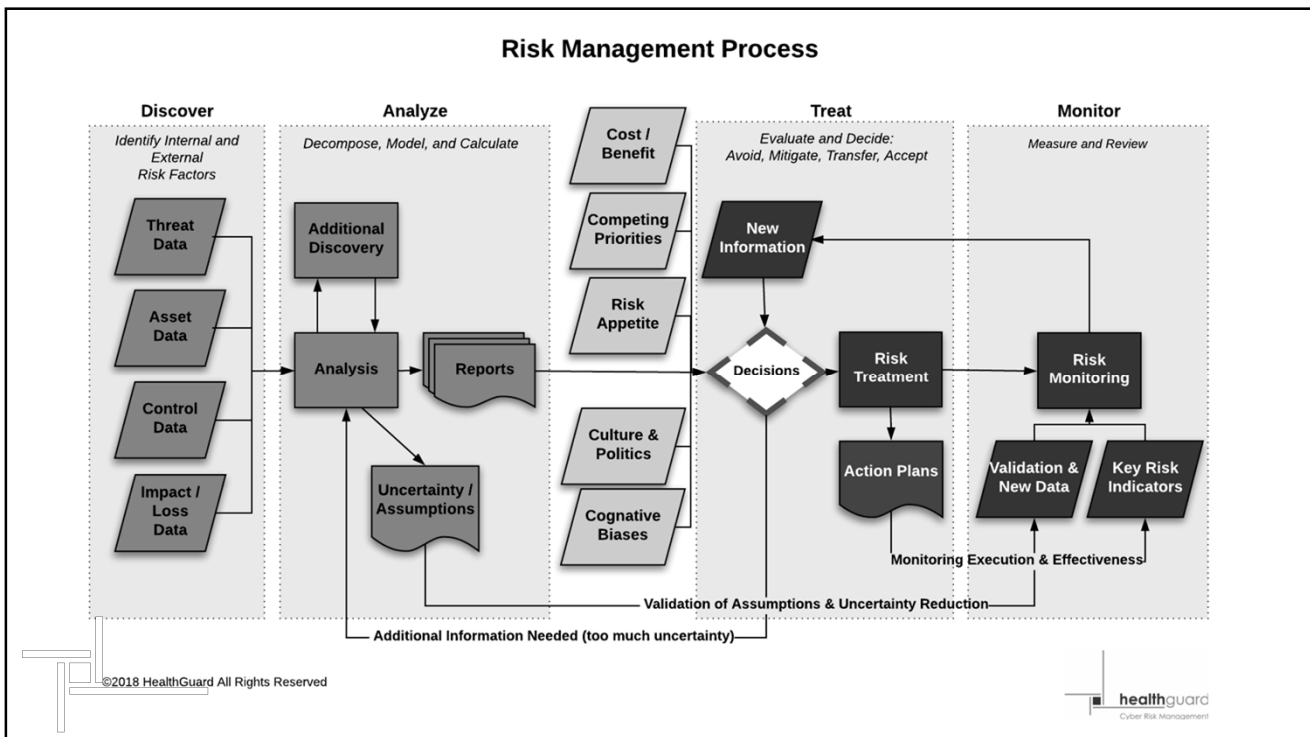 Risk Management Process
Discover
Identify Internal and
External
Risk Factors
Threat
Data
Asset
Data
Control
Data
Impact /
Loss
Data
Analyze
Decompose, Model, and Calculate
Additional
Discovery
Analysis
Reports
Uncertainty /
Assumptions
Cost /
Benefit
Competing
Priorities
Risk
Appetite
Culture &
Politics
Cognative
Biases
Treat
Evaluate and Decide:
Avoid, Mitigate, Transfer, Accept
New
Information
Decisions
Risk
Treatment
Action Plans
Monitor
Measure and Review
Risk
Monitoring
Validation &
New Data
Key Risk
Indicators
Monitoring Execution & Effectiveness
Validation of Assumptions & Uncertainty Reduction
Additional Information Needed (too much uncertainty)
©2018 HealthGuard All Rights Reserved
healthguard
Cyber Risk Management